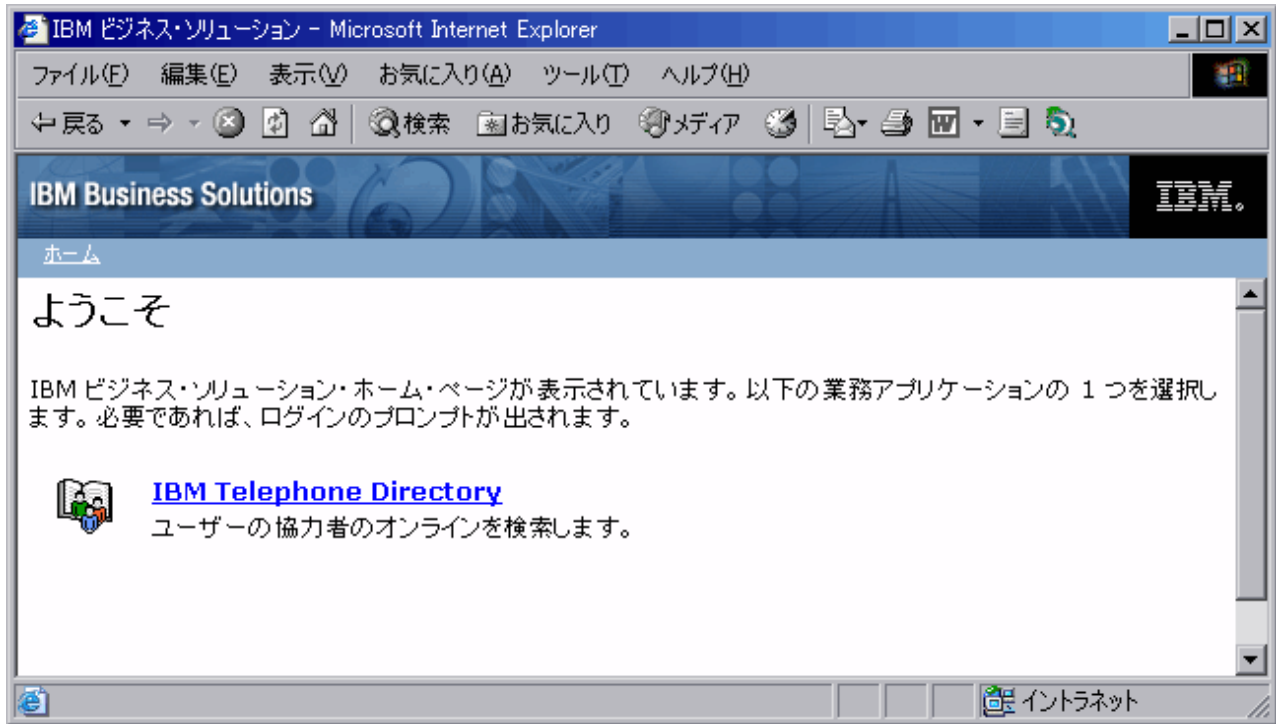 IBM ビジネス・ソリューション - Microsoft Internet Explorer
ファイル(F) 編集(E) 表示(V) お気に入り(A) ツール(T) ヘルプ(H)
戻る 検索 お気に入り メディア
IBM Business Solutions IBM.
ホーム
ようこそ
IBM ビジネス・ソリューション・ホーム・ページが表示されています。以下の業務アプリケーションの 1 つを選択し
ます。必要であれば、ログインのプロンプトが出されます。
IBM Telephone Directory
ユーザーの協力者のオンラインを検索します。
イントラネット